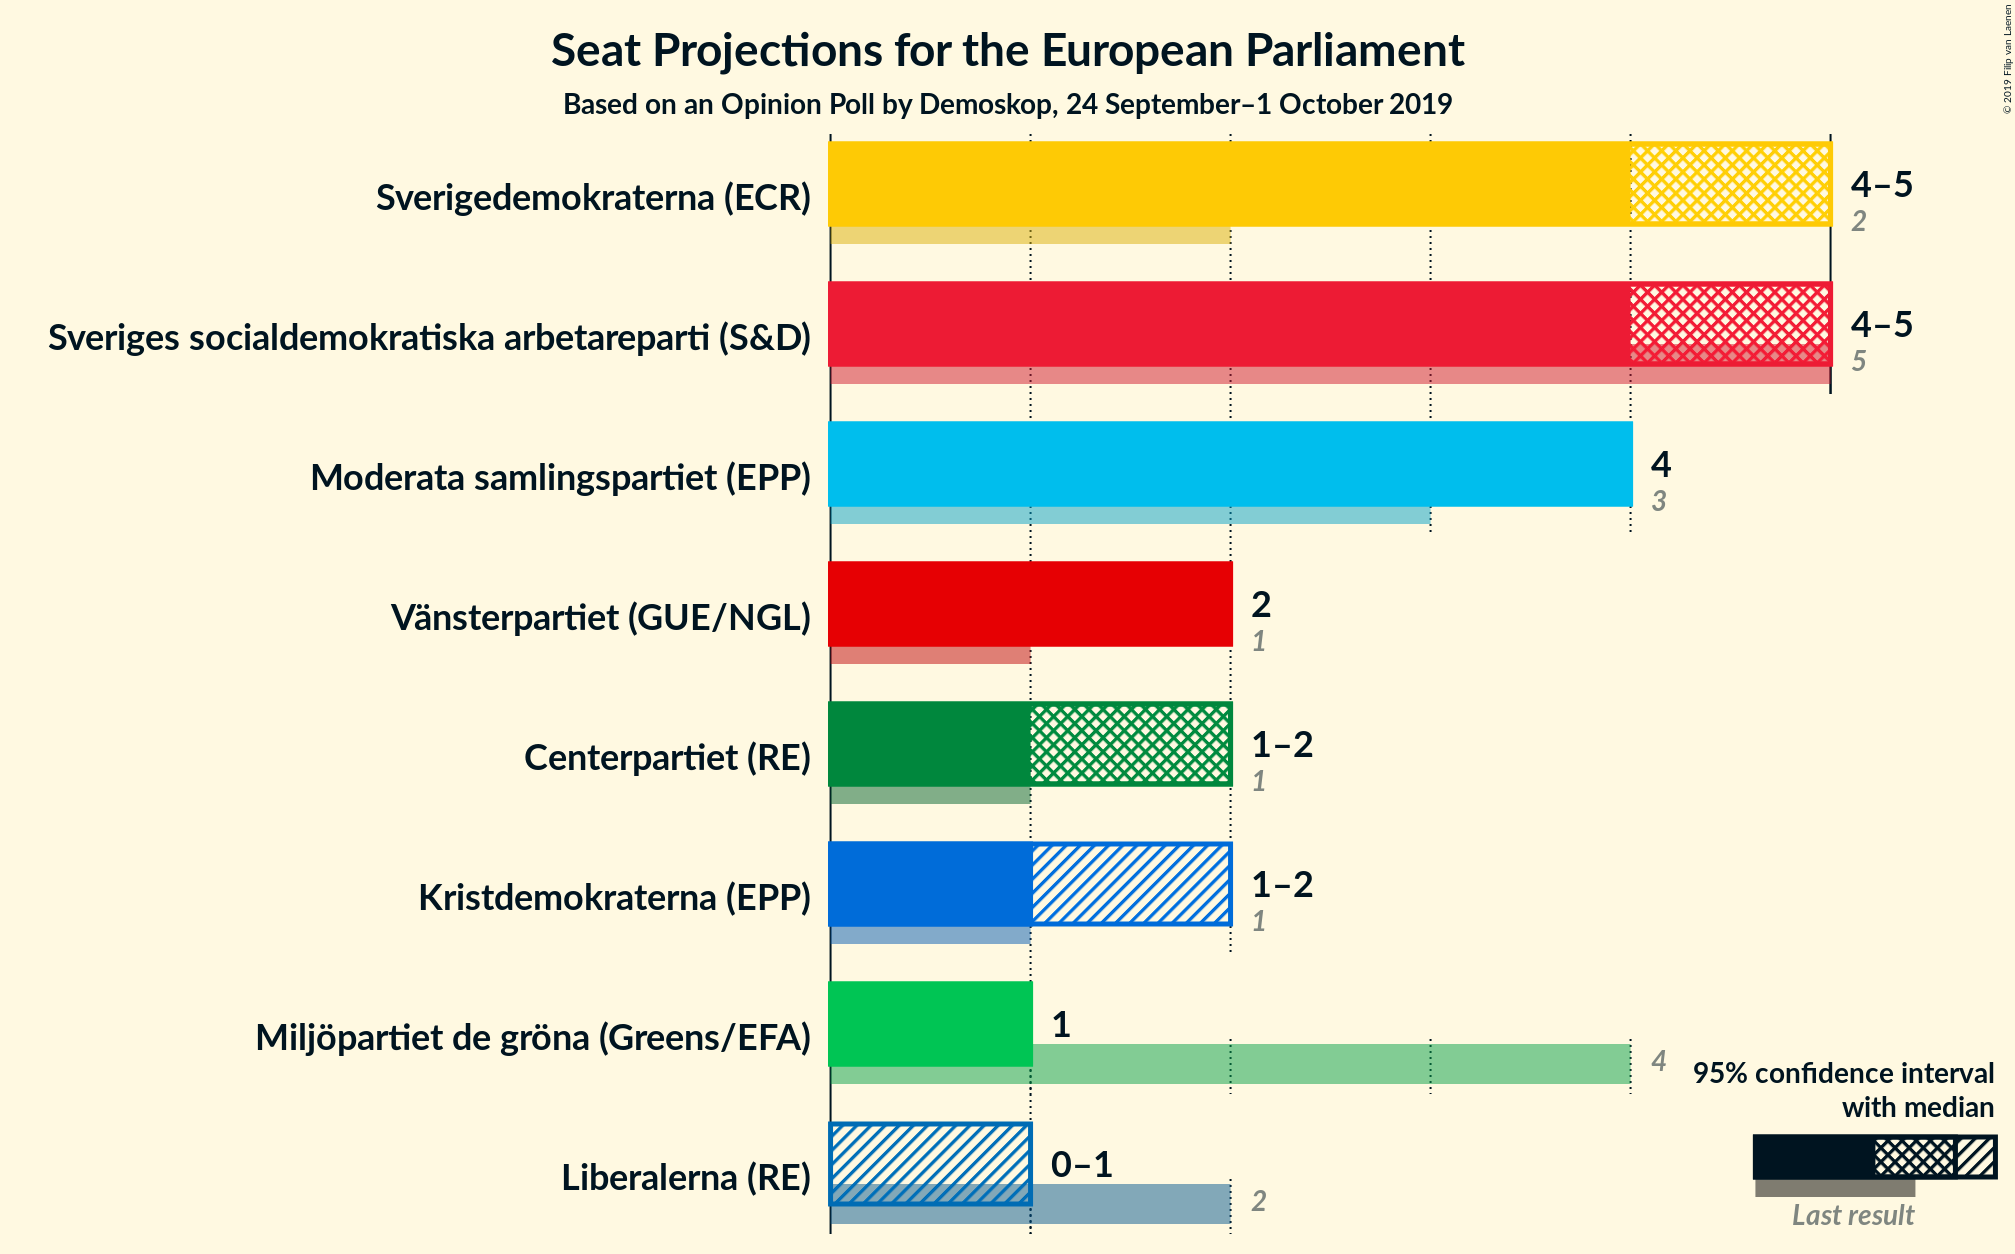 Seat Projections for the European Parliament
Based on an Opinion Poll by Demoskop, 24 September–1 October 2019
© 2019 Filip van Laenen
Sverigedemokraterna (ECR)
4–5
2
Sveriges socialdemokratiska arbetareparti (S&D)
4–5
5
Moderata samlingspartiet (EPP)
4
3
Vänsterpartiet (GUE/NGL)
2
1
Centerpartiet (RE)
1–2
1
Kristdemokraterna (EPP)
1–2
1
Miljöpartiet de gröna (Greens/EFA)
1
4
Liberalerna (RE)
0–1
2
95% confidence interval
with median
Last result